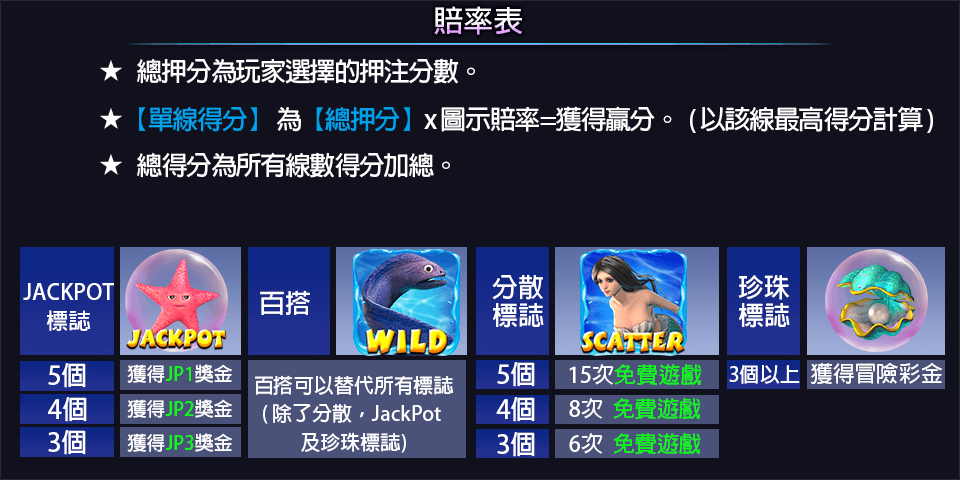 賠率表
★ 總押分為玩家選擇的押注分數。
★【單線得分】 為【總押分】x圖示賠率=獲得贏分。 (以該線最高得分計算)
★ 總得分為所有線數得分加總。
JACKPOT
標誌
JACKPOT
百搭
WILD
分散
標誌
SCATTER
珍珠
標誌
5個 獲得JP1獎金
4個 獲得JP2獎金
3個 獲得JP3獎金
百搭可以替代所有標誌
(除了分散，JackPot
及珍珠標誌)
5個 15次免費遊戲
4個 8次 免費遊戲
3個 6次 免費遊戲
3個以上 獲得冒險彩金